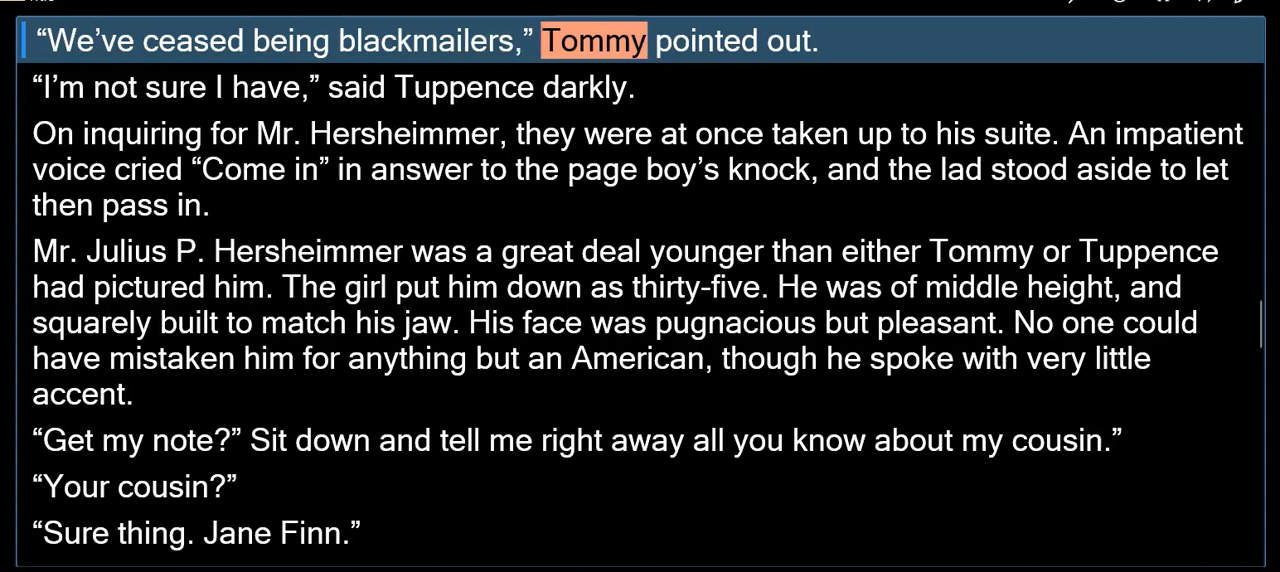 “We’ve ceased being blackmailers,” Tommy pointed out.
“I’m not sure I have,” said Tuppence darkly.
On inquiring for Mr. Hersheimmer, they were at once taken up to his suite. An impatient
voice cried “Come in” in answer to the page boy’s knock, and the lad stood aside to let
then pass in.
Mr. Julius P. Hersheimmer was a great deal younger than either Tommy or Tuppence
had pictured him. The girl put him down as thirty-five. He was of middle height, and
squarely built to match his jaw. His face was pugnacious but pleasant. No one could
have mistaken him for anything but an American, though he spoke with very little
accent.
“Get my note?” Sit down and tell me right away all you know about my cousin.”
“Your cousin?”
“Sure thing. Jane Finn.”